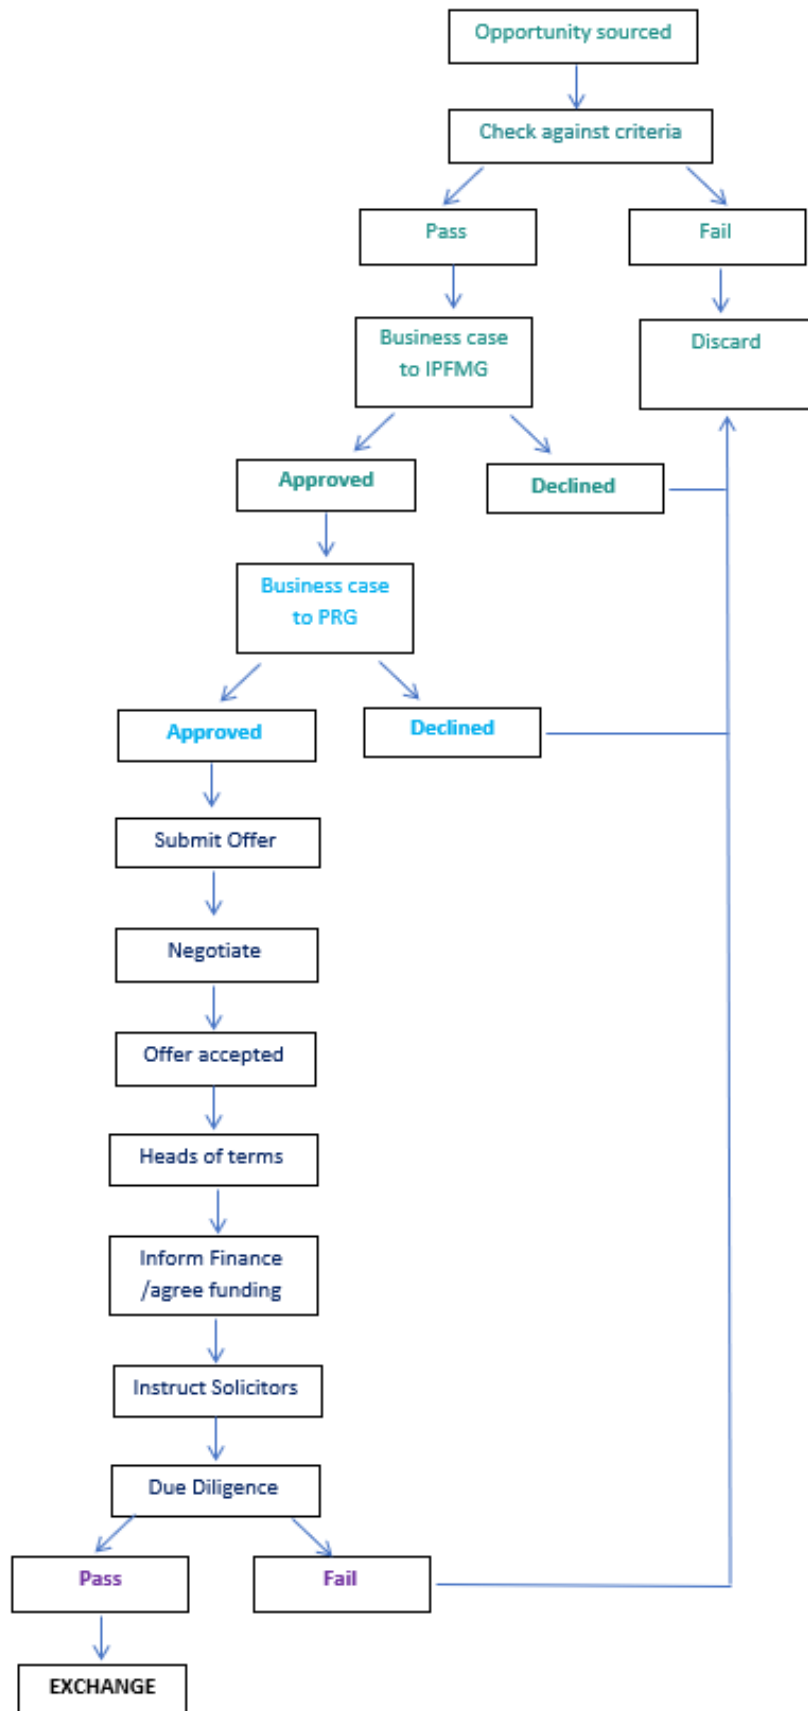 Opportunity sourced
Check against criteria
Pass
Fail
Business case
to IPFMG
Discard
Approved
Declined
Business case
to PRG
Approved
Declined
Submit Offer
Negotiate
Offer accepted
Heads of terms
Inform Finance
/agree funding
Instruct Solicitors
Due Diligence
Pass
Fail
EXCHANGE